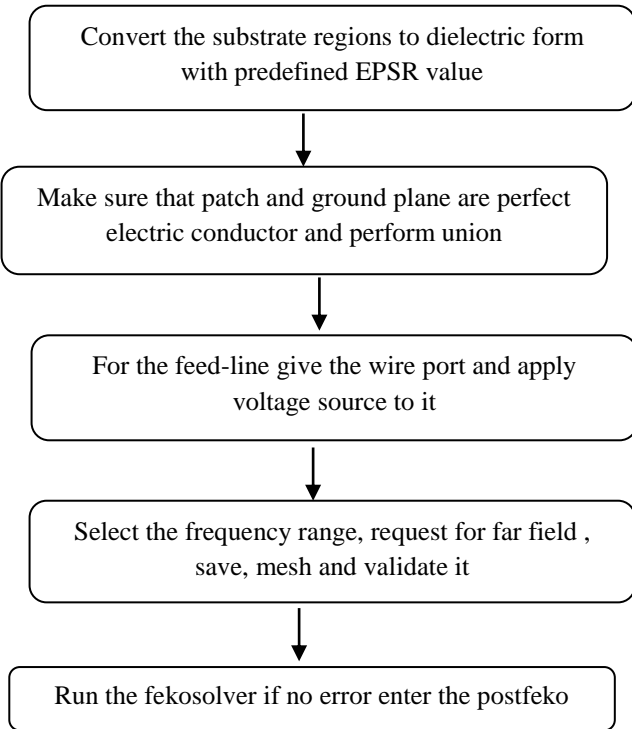 Convert the substrate regions to dielectric form
with predefined EPSR value
Make sure that patch and ground plane are perfect
electric conductor and perform union
For the feed-line give the wire port and apply
voltage source to it
Select the frequency range, request for far field ,
save, mesh and validate it
Run the fekosolver if no error enter the postfeko